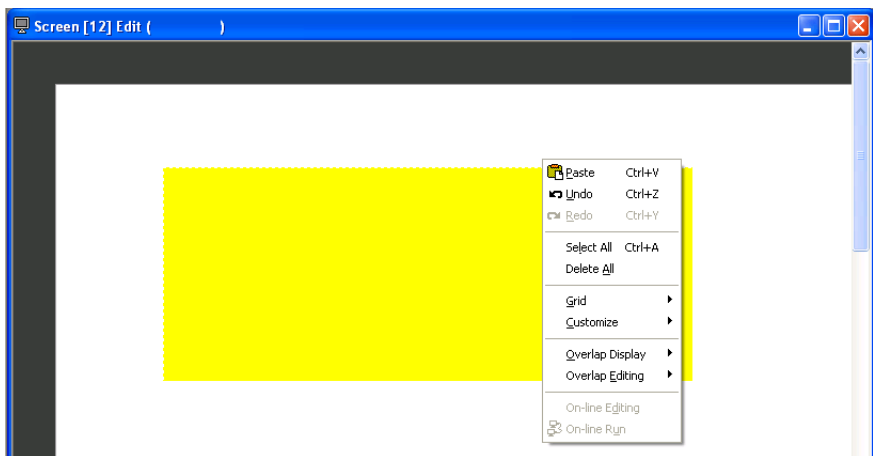 Screen [12] Edit ( )
Paste Ctrl+V
Undo Ctrl+Z
Redo Ctrl+Y
Select All Ctrl+A
Delete All
Grid
Customize
Overlap Display
Overlap Editing
On-line Editing
On-line Run